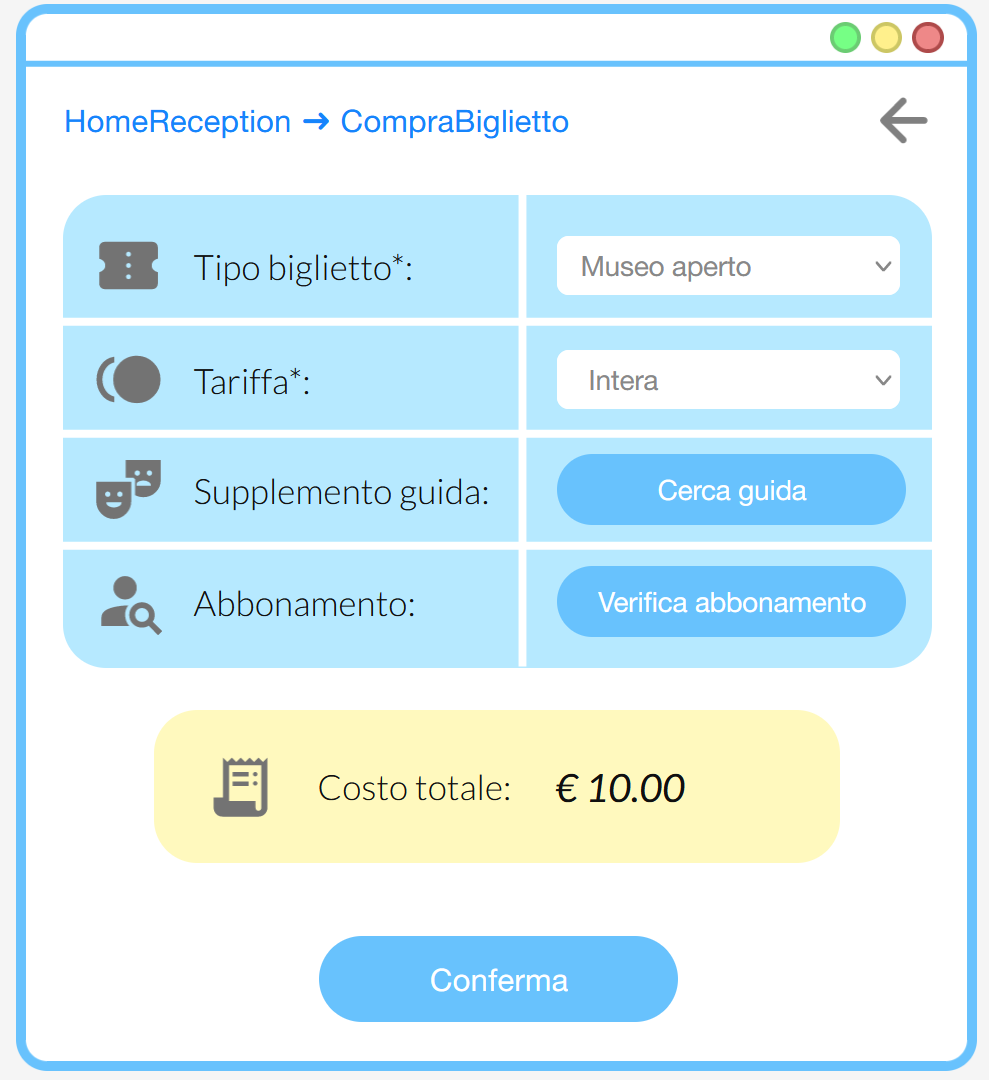 HomeReception ➜ CompraBiglietto
Tipo biglietto*: Museo aperto
Tariffa*: Intera
Supplemento guida: Cerca guida
Abbonamento: Verifica abbonamento
Costo totale: € 10.00
Conferma